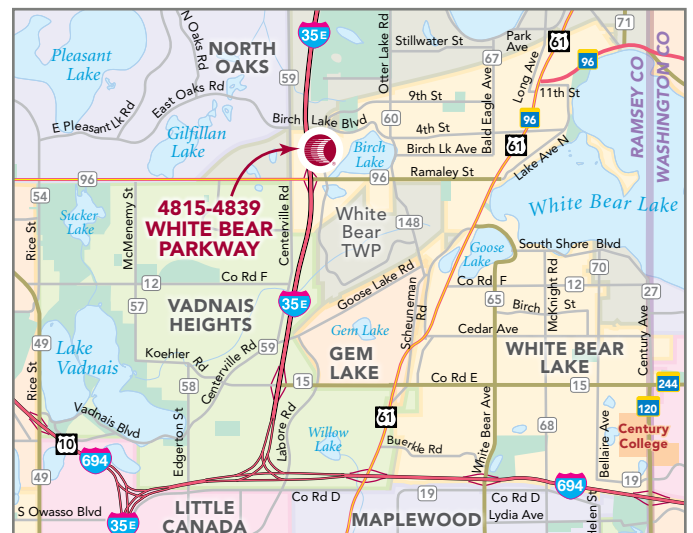 Pleasant
Lake
N Oaks Rd
NORTH
OAKS
35E
Otter Lake Rd
Stillwater St
Park
Ave
61
71
67
Long Ave
96
RAMSEY CO
WASHINGTON CO
59
East Oaks Rd
E Pleasant Lk Rd
Gilfillan
Lake
Birch Lake Blvd
9th St
60
4th St
Bald Eagle Ave
11th St
96
61
Birch
Lake
Birch Lk Ave
Lake Ave N
96
96
Ramaley St
54
Rice St
Sucker
Lake
McMenemy St
4815-4839
WHITE BEAR
PARKWAY
Centerville Rd
White
Bear
TWP
148
White Bear Lake
Goose
Lake
South Shore Blvd
12
Co Rd F
Goose Lake Rd
Co Rd F
McKnight Rd
70
12
27
57
VADNAIS
HEIGHTS
35E
Scheuneman
Rd
65
Birch St
Gem Lake
Cedar Ave
Century Ave
49
Lake
Vadnais
Koehler Rd
59
Centerville Rd
GEM
LAKE
WHITE BEAR
LAKE
Rice St
58
15
Co Rd E
15
244
120
Vadnais Blvd
Edgerton St
Labore Rd
61
Willow
Lake
Buerkle Rd
White Bear Ave
68
Bellaire Ave
Century
College
10
694
49
694
19
S Owasso Blvd
35E
LITTLE
CANADA
Co Rd D
MAPLEWOOD
19
Co Rd D
Lydia Ave
Helen St